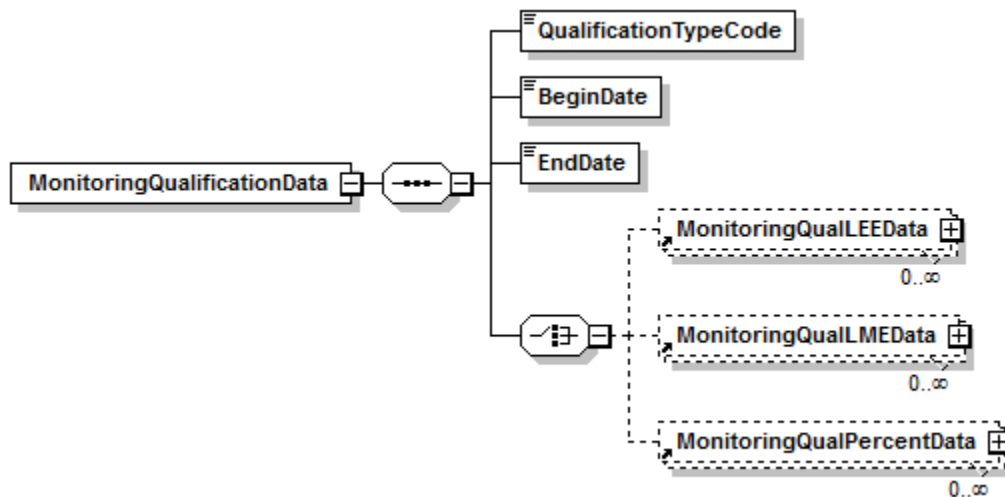 QualificationTypeCode
BeginDate
EndDate
MonitoringQualificationData
MonitoringQualLEEData
0..∞
MonitoringQualLMEData
0..∞
MonitoringQualPercentData
0..∞